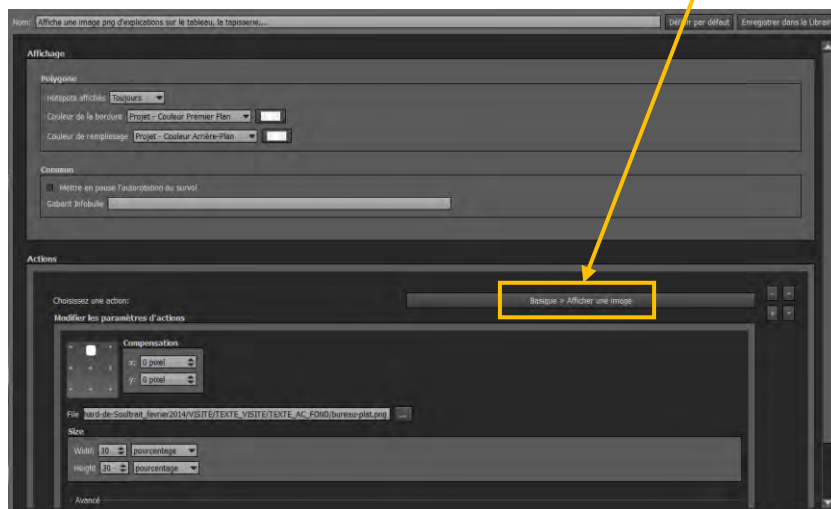 Nom: Affiche une image png d'explications sur le tableau, la tapisserie,... Définir par défaut Enregistrer dans la Librair
Affichage
Polygone
Hotspots affichés Toujours
Couleur de la bordure Projet - Couleur Premier Plan
Couleur de remplissage Projet - Couleur Arrière-Plan
Commun
Mettre en pause l'autorotation au survol
Gabarit Infobulle
Actions
Choisissez une action: Basique > Afficher une image
Modifier les paramètres d'actions
Compensation
x: 0 pixel
y: 0 pixel
File hard-de-Soultrait_fevrier2014/VISITE/TEXTE_VISITE/TEXTE_AC_FOND/bureau-plat.png ...
Size
Width 30 pourcentage
Height 30 pourcentage
Avancé